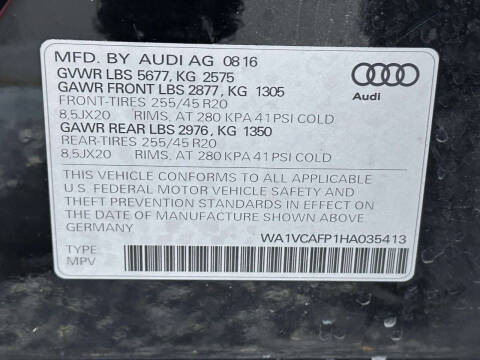 MFD. BY AUDI AG 08 16
GVWR LBS 5677, KG 2575
GAWR FRONT LBS 2877, KG 1305
FRONT-TIRES 255/45 R20
8,5JX20 RIMS, AT 280 KPA 41 PSI COLD
GAWR REAR LBS 2976, KG 1350
REAR-TIRES 255/45 R20
8,5JX20 RIMS, AT 280 KPA 41 PSI COLD
Audi
THIS VEHICLE CONFORMS TO ALL APPLICABLE
U.S. FEDERAL MOTOR VEHICLE SAFETY AND
THEFT PREVENTION STANDARDS IN EFFECT ON
THE DATE OF MANUFACTURE SHOWN ABOVE
GERMANY
WA1VCAFP1HA035413
TYPE:
MPV